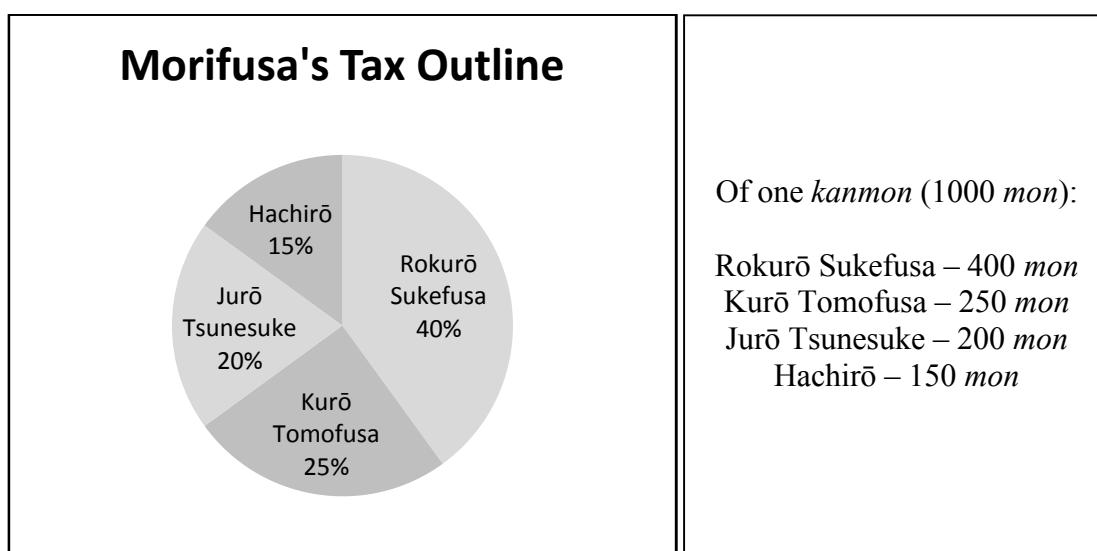 Morifusa's Tax Outline
Hachirō
15%
Rokurō
Sukefusa
40%
Jurō
Tsunesuke
20%
Kurō
Tomofusa
25%
Of one kanmon (1000 mon):
Rokurō Sukefusa – 400 mon
Kurō Tomofusa – 250 mon
Jurō Tsunesuke – 200 mon
Hachirō – 150 mon